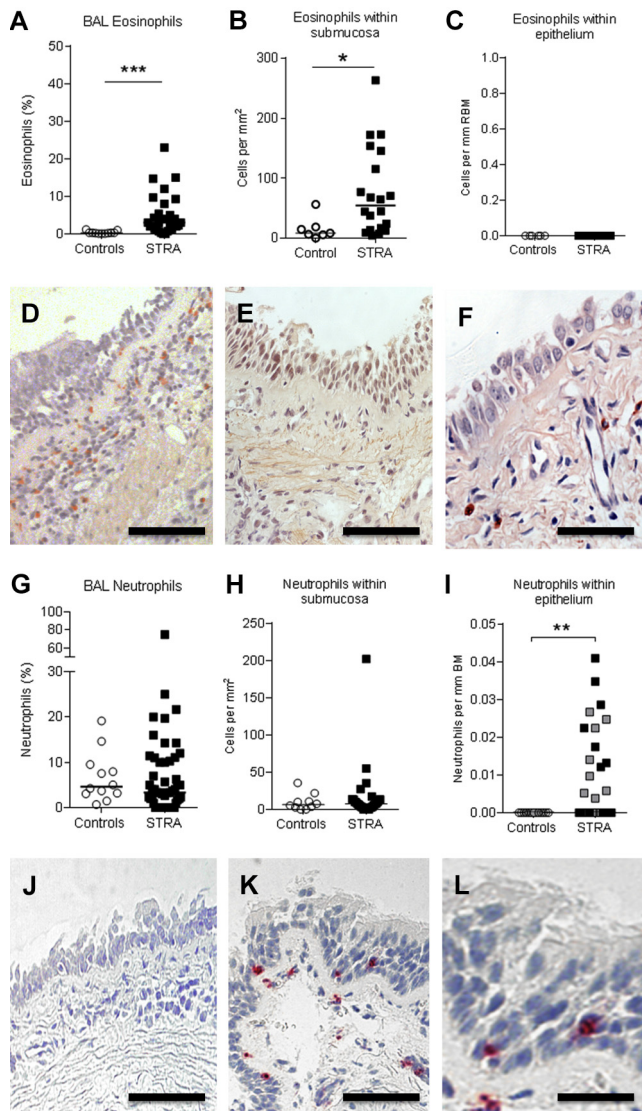 A
BAL Eosinophils
Eosinophils (%)
50
40
30
20
10
0
***
Controls
STRA
B
Eosinophils within
submucosa
Cells per mm²
300
200
100
0
*
Control
STRA
C
Eosinophils within
epithelium
Cells per mm RBM
1.0
0.8
0.6
0.4
0.2
0.0
Controls
STRA
D
E
F
G
BAL Neutrophils
Neutrophils (%)
100
80
60
30
20
10
0
Controls
STRA
H
Neutrophils within
submucosa
Cells per mm²
250
200
150
100
50
0
Controls
STRA
I
Neutrophils within
epithelium
Neutrophils per mm BM
0.05
0.04
0.03
0.02
0.01
0.00
**
Controls
STRA
J
K
L